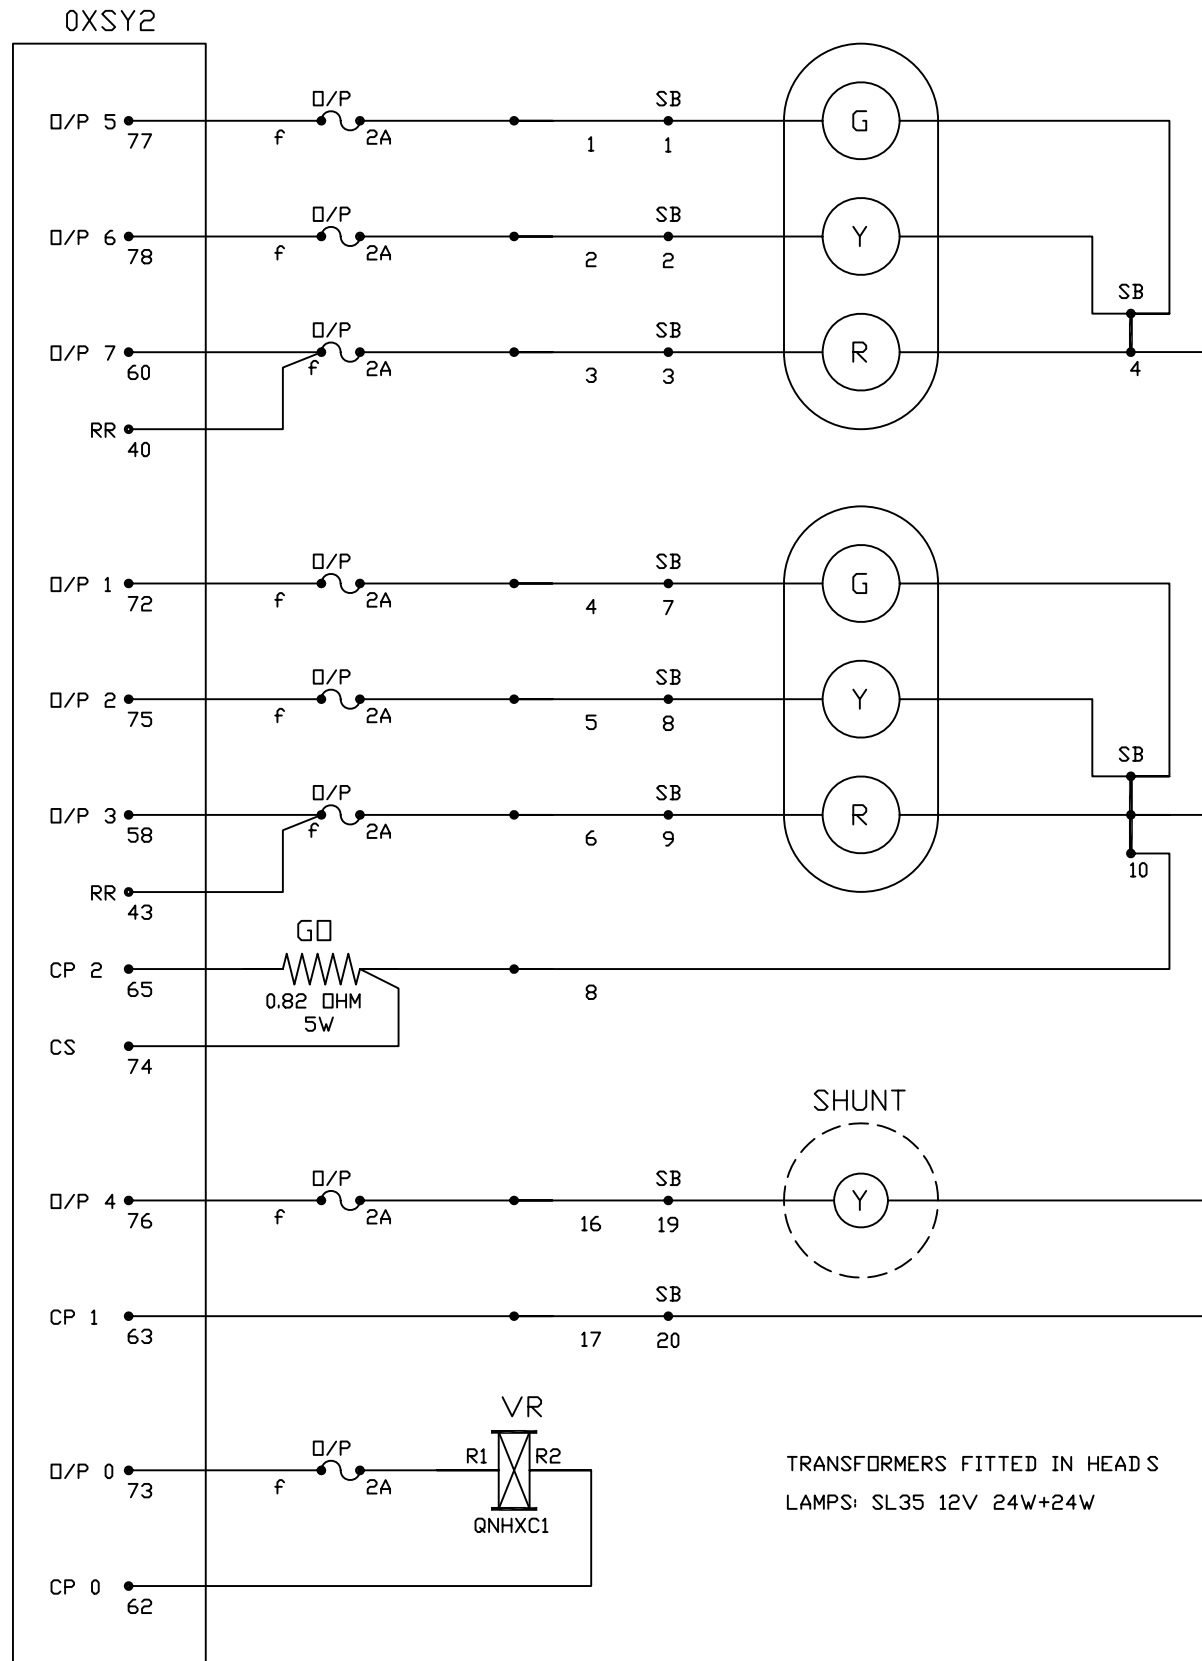 0XSY2
O/P SB
O/P 5 G
77 f 2A 1 1
O/P SB
O/P 6 Y
78 f 2A 2 2
SB
O/P SB
O/P 7 R
60 f 2A 3 3 4
RR
40
O/P SB
O/P 1 G
72 f 2A 4 7
O/P SB
O/P 2 Y
75 f 2A 5 8
SB
O/P SB
O/P 3 R
58 f 2A 6 9
10
RR
43
GO
CP 2
65 8
0.82 OHM
5W
CS
74
SHUNT
O/P SB
O/P 4 Y
76 f 2A 16 19
SB
CP 1
63 17 20
VR
O/P R1 R2
O/P 0
73 f 2A
QNHXC1
TRANSFORMERS FITTED IN HEADS
LAMPS: SL35 12V 24W+24W
CP 0
62